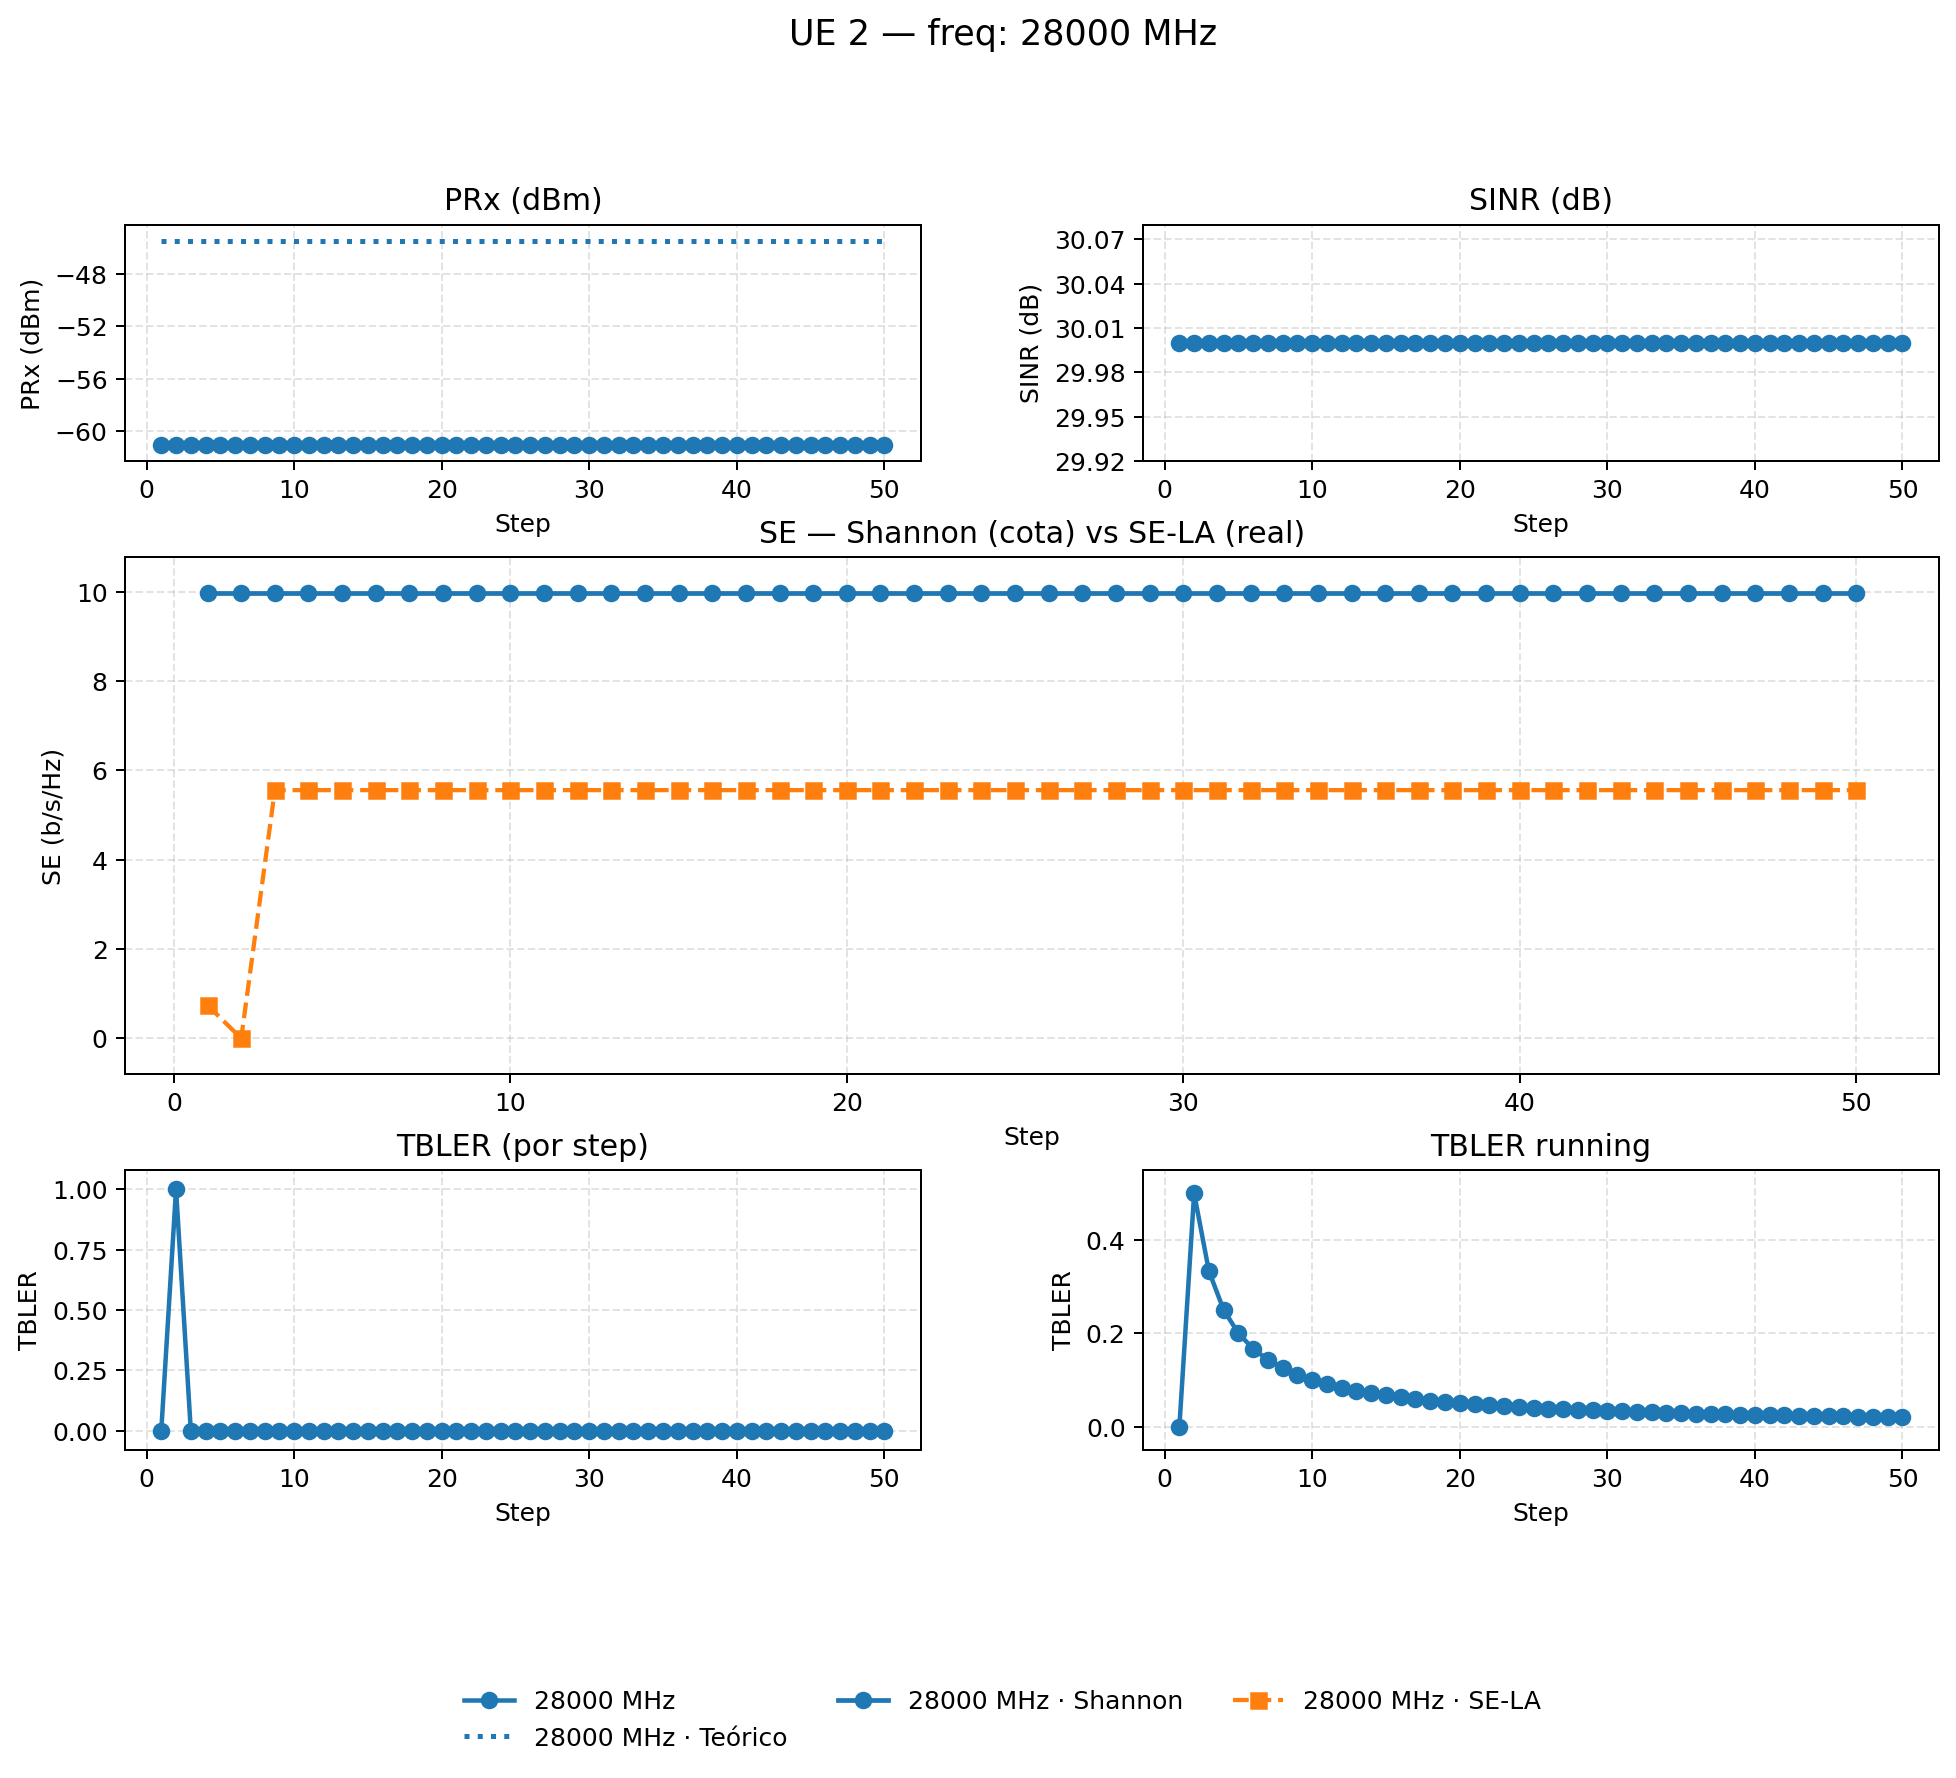 UE 2 — freq: 28000 MHz
PRx (dBm)
PRx (dBm)
−48
−52
−56
−60
0 10 20 30 40 50
Step
SINR (dB)
SINR (dB)
30.07
30.04
30.01
29.98
29.95
29.92
0 10 20 30 40 50
Step
SE — Shannon (cota) vs SE-LA (real)
SE (b/s/Hz)
10
8
6
4
2
0
0 10 20 30 40 50
Step
TBLER (por step)
TBLER
1.00
0.75
0.50
0.25
0.00
0 10 20 30 40 50
Step
TBLER running
TBLER
0.4
0.2
0.0
0 10 20 30 40 50
Step
28000 MHz
28000 MHz · Teórico
28000 MHz · Shannon
28000 MHz · SE-LA